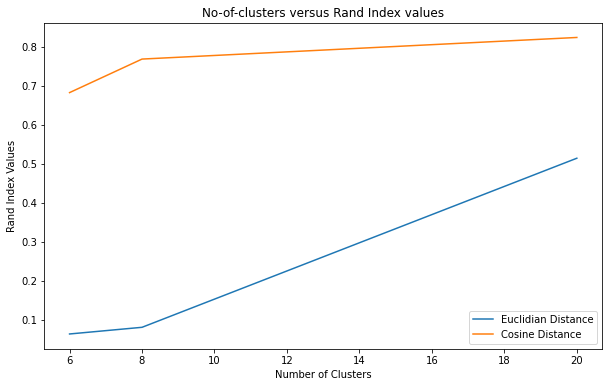 No-of-clusters versus Rand Index values
Rand Index Values
0.8
0.7
0.6
0.5
0.4
0.3
0.2
0.1
6 8 10 12 14 16 18 20
Number of Clusters
Euclidian Distance
Cosine Distance